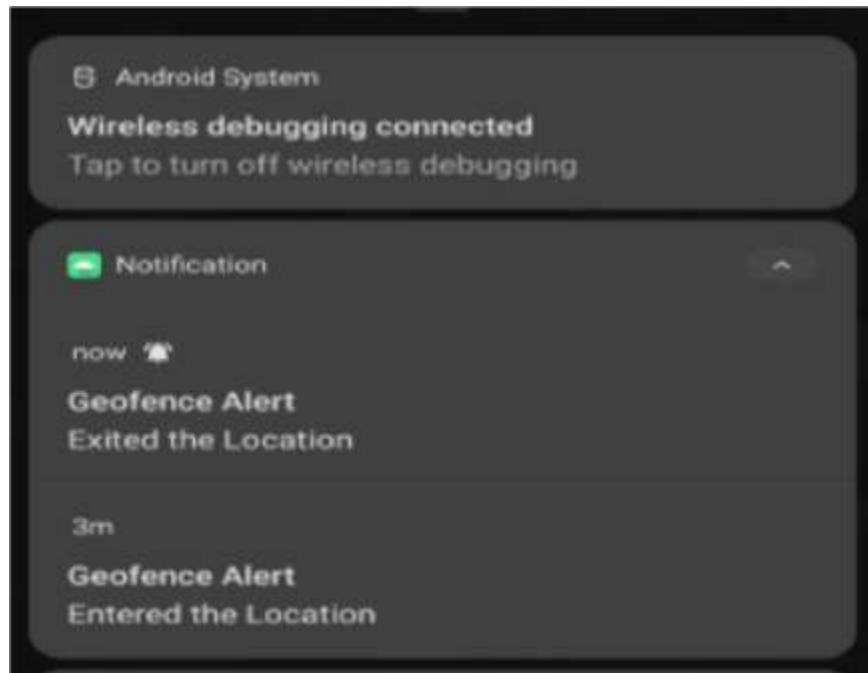 Android System
Wireless debugging connected
Tap to turn off wireless debugging
Notification
now
Geofence Alert
Exited the Location
3m
Geofence Alert
Entered the Location